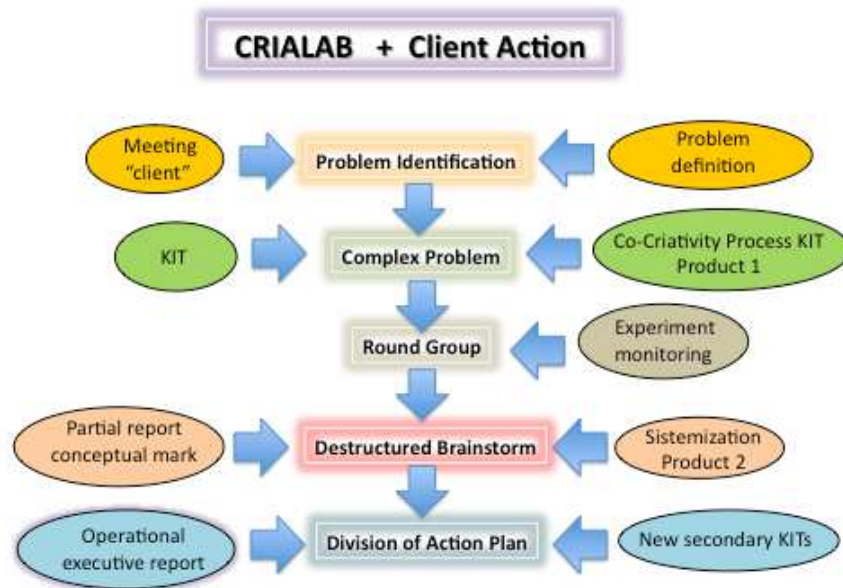 CRIALAB + Client Action
Meeting
"client"
Problem Identification
Problem
definition
KIT
Complex Problem
Co-Criativity Process KIT
Product 1
Round Group
Experiment
monitoring
Partial report
conceptual mark
Destructured Brainstorm
Sistemization
Product 2
Operational
executive report
Division of Action Plan
New secondary KITs